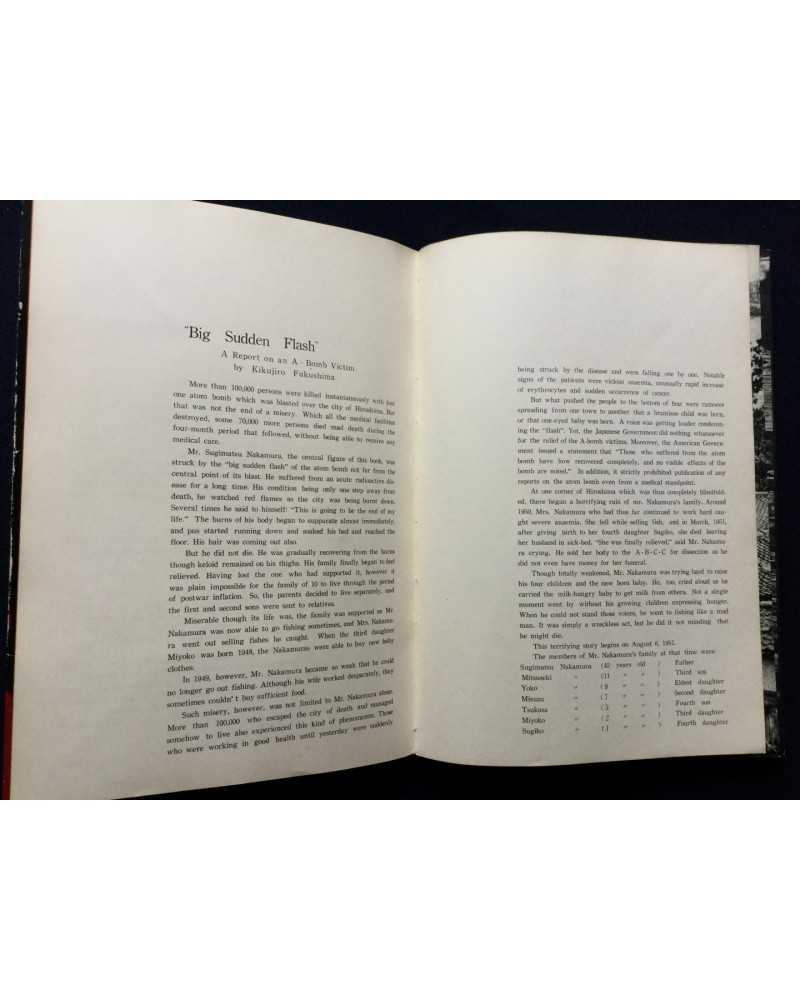 "Big Sudden Flash"
A Report on an A - Bomb Victim
by Kikujiro Fukushima
More than 100,000 persons were killed instantaneously with just
one atom bomb which was blasted over the city of Hiroshima. But
that was not the end of a misery. Which all the medical facilities
destroyed, some 70,000 more persons died mad death during the
four-month period that followed, without being able to receive any
medical care.
Mr. Sugimatsu Nakamura, the central figure of this book, was
struck by the "big sudden flash" of the atom bomb not far from the
central point of its blast. He suffered from an acute radioactive dis-
ease for a long time. His condition being only one step away from
death, he watched red flames as the city was being burnt down.
Several times he said to himself: "This is going to be the end of my
life." The burns of his body began to suppurate almost immediately,
and pus started running down and soaked his bed and reached the
floor. His hair was coming out also.
But he did not die. He was gradually recovering from the burns
though keloid remained on his thighs. His family finally began to feel
relieved. Having lost the one who had supported it, however it
was plain impossible for the family of 10 to live through the period
of postwar inflation. So, the parents decided to live separately, and
the first and second sons were sent to relatives.
Miserable though its life was, the family was supported as Mr.
Nakamura was now able to go fishing sometimes, and Mrs. Nakamu-
ra went out selling fishes he caught. When the third daughter
Miyoko was born 1948, the Nakamuras were able to buy new baby
clothes.
In 1949, however, Mr. Nakamura became so weak that he could
no longer go out fishing. Although his wife worked desparately, they
sometimes couldn't buy sufficient food.
Such misery, however, was not limited to Mr. Nakamura alone.
More than 100,000 who escaped the city of death and managed
somehow to live also experienced this kind of phenomena. Those
who were working in good health until yesterday were suddenly
being struck by the disease and were falling one by one. Notable
signs of the patients were vicious anaemia, unusually rapid increase
of erythrocytes and sudden occurrence of cancer.
But what pushed the people to the bottom of fear were rumours
spreading from one town to another that a brainless child was born,
or that one-eyed baby was born. A voice was getting louder condemn-
ing the "flash". Yet, the Japanese Government did nothing whatsoever
for the relief of the A-bomb victims. Moreover, the American Govern-
ment issued a statement that "Those who suffered from the atom
bomb have now recovered completely, and no visible effects of the
bomb are noted." In addition, it strictly prohibited publication of any
reports on the atom bomb even from a medical standpoint.
At one corner of Hiroshima which was thus completely blindfold-
ed, there began a horrifying ruin of mr. Nakamura's family. Around
1950, Mrs. Nakamura who had thus far continued to work hard cau-
ght severe anaemia. She fell while selling fish, and in March, 1951,
after giving birth to her fourth daughter Sugiko, she died leaving
her husband in sick-bed. "She was finally relieved," said Mr. Nakamu-
ra crying. He sold her body to the A-B-C-C for dissection as he
did not even have money for her funeral.
Though totally weakened, Mr. Nakamura was trying hard to raise
his four children and the new born baby. He, too, cried aloud as he
carried the milk-hungry baby to get milk from others. Not a single
moment went by without his growing children expressing hunger.
When he could not stand those voices, he went to fishing like a mad
man. It was simply a wreckless act, but he did it not minding that
he might die.
This terrifying story begins on August 6, 1951.
The members of Mr. Nakamura's family at that time were:
Sugimatsu Nakamura (42 years old ) Father
〃 (11 〃 〃 ) Third son
Yoko 〃 (9 〃 〃 ) Eldest daughter
Misuzu 〃 (7 〃 〃 ) Second daughter
Tsukasa 〃 (5 〃 〃 ) Fourth son
Miyoko 〃 (2 〃 〃 ) Third daughter
Sugiko 〃 (1 〃 〃 ) Fourth daughter